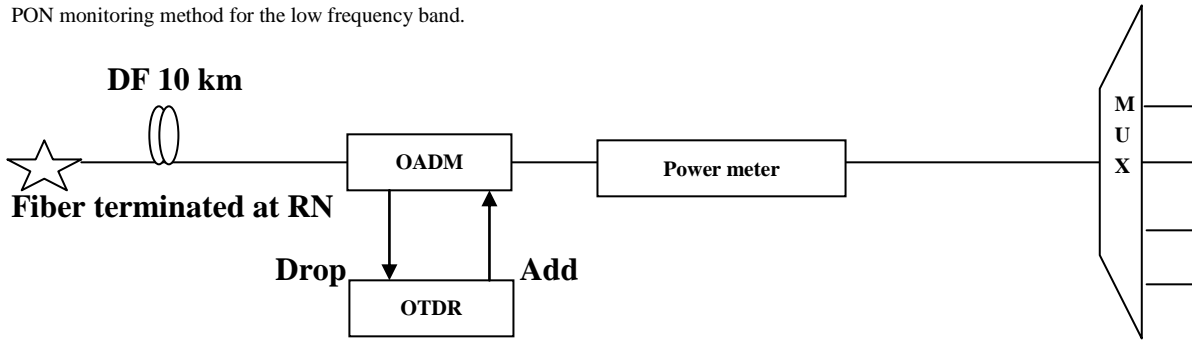 PON monitoring method for the low frequency band.
DF 10 km
OADM
Power meter
M
U
X
Fiber terminated at RN
Drop
Add
OTDR